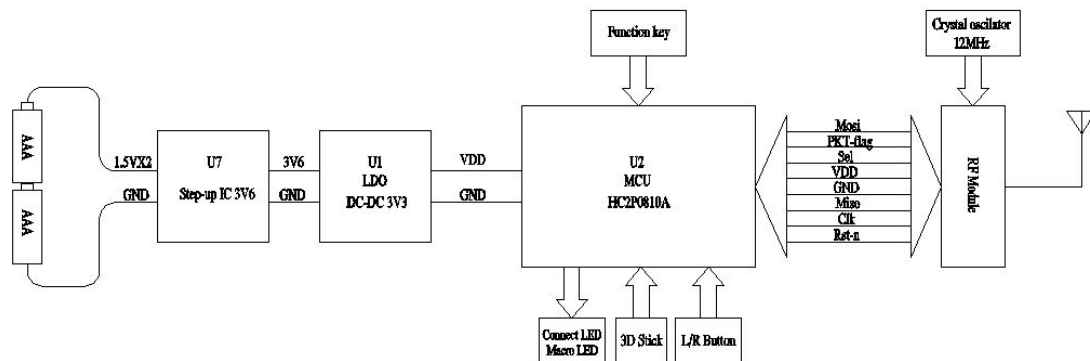 Function key
Crystal oscilator
12MHz
AAA
AAA
1.5VX2
GND
U7
Step-up IC 3V6
3V6
GND
U1
LDO
DC-DC 3V3
VDD
GND
U2
MCU
HC2P0810A
Mosi
PKT-flag
Sel
VDD
GND
Miso
Clk
Rst-n
RF Module
Connect LED
Macro LED
3D Stick
L/R Button